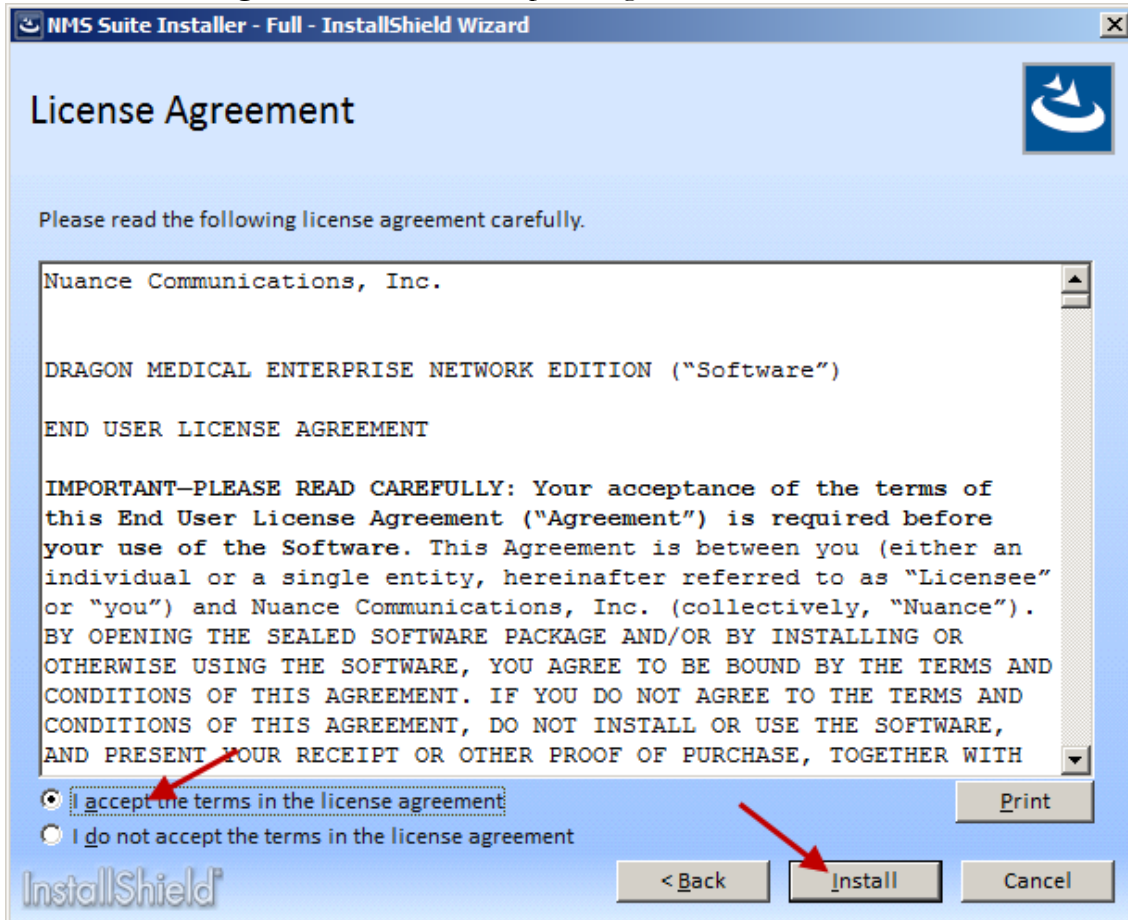 NMS Suite Installer - Full - InstallShield Wizard
License Agreement
Please read the following license agreement carefully.
Nuance Communications, Inc.
DRAGON MEDICAL ENTERPRISE NETWORK EDITION (“Software”)
END USER LICENSE AGREEMENT
IMPORTANT—PLEASE READ CAREFULLY: Your acceptance of the terms of
this End User License Agreement (“Agreement”) is required before
your use of the Software. This Agreement is between you (either an
individual or a single entity, hereinafter referred to as “Licensee”
or “you”) and Nuance Communications, Inc. (collectively, “Nuance”).
BY OPENING THE SEALED SOFTWARE PACKAGE AND/OR BY INSTALLING OR
OTHERWISE USING THE SOFTWARE, YOU AGREE TO BE BOUND BY THE TERMS AND
CONDITIONS OF THIS AGREEMENT. IF YOU DO NOT AGREE TO THE TERMS AND
CONDITIONS OF THIS AGREEMENT, DO NOT INSTALL OR USE THE SOFTWARE,
AND PRESENT YOUR RECEIPT OR OTHER PROOF OF PURCHASE, TOGETHER WITH
I accept the terms in the license agreement
Print
I do not accept the terms in the license agreement
InstallShield
< Back Install Cancel